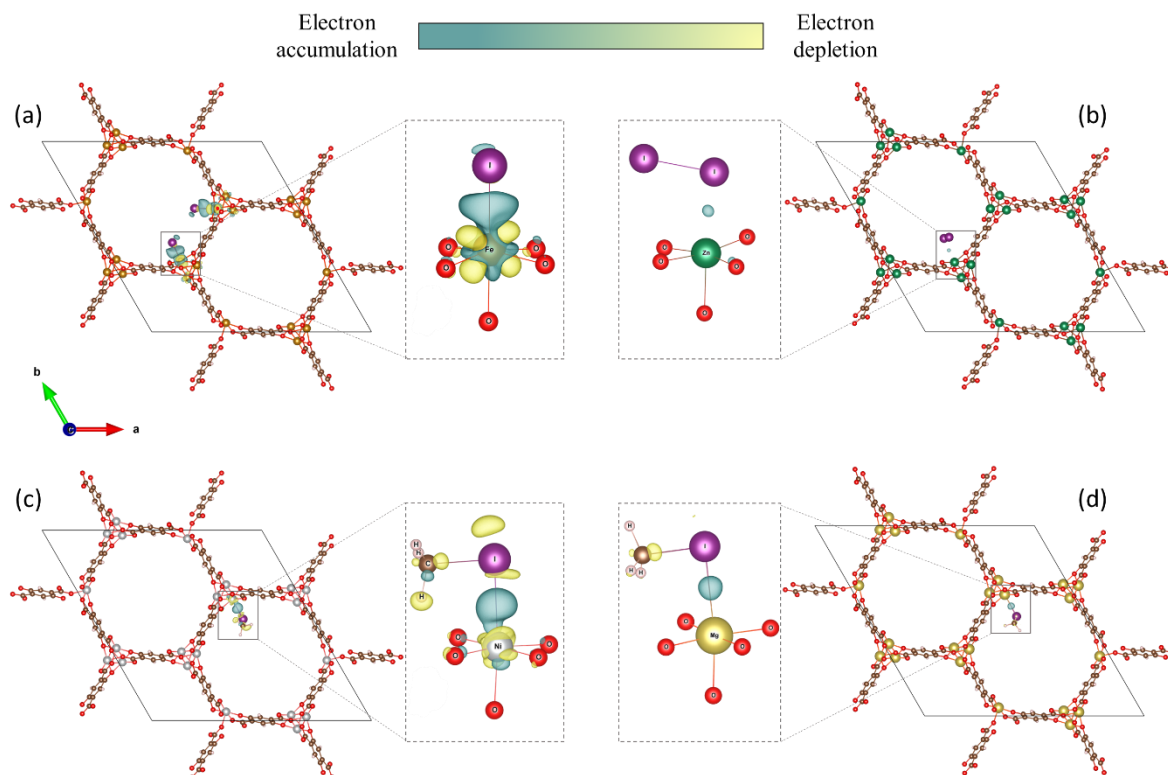 Electron
accumulation
Electron
depletion
(a)
(b)
I
Fe
O O
O O
O
I I
Zn
O O
O O
O
b
a
(c)
(d)
H
H
C
I
H
Ni
O O
O O
O
H
C
I
H
H
Mg
O O
O O
O